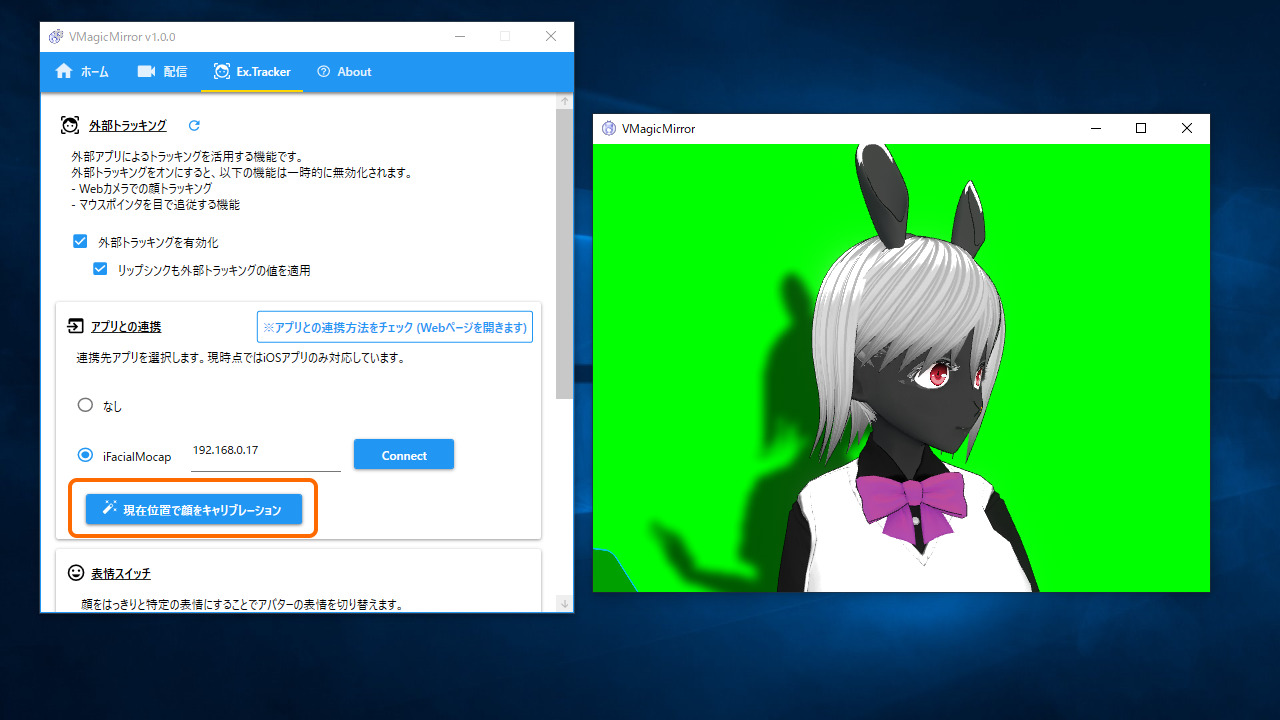 VMagicMirror v1.0.0
ホーム
配信
Ex.Tracker
About
外部トラッキング
外部アプリによるトラッキングを活用する機能です。
外部トラッキングをオンにすると、以下の機能は一時的に無効化されます。
- Webカメラでの顔トラッキング
- マウスポインタを目で追従する機能
外部トラッキングを有効化
リップシンクも外部トラッキングの値を適用
アプリとの連携
※アプリとの連携方法をチェック (Webページを開きます)
連携先アプリを選択します。現時点ではiOSアプリのみ対応しています。
なし
iFacialMocap
192.168.0.17
Connect
現在位置で顔をキャリブレーション
表情スイッチ
顔をはっきりと特定の表情にすることでアバターの表情を切り替えます。
VMagicMirror